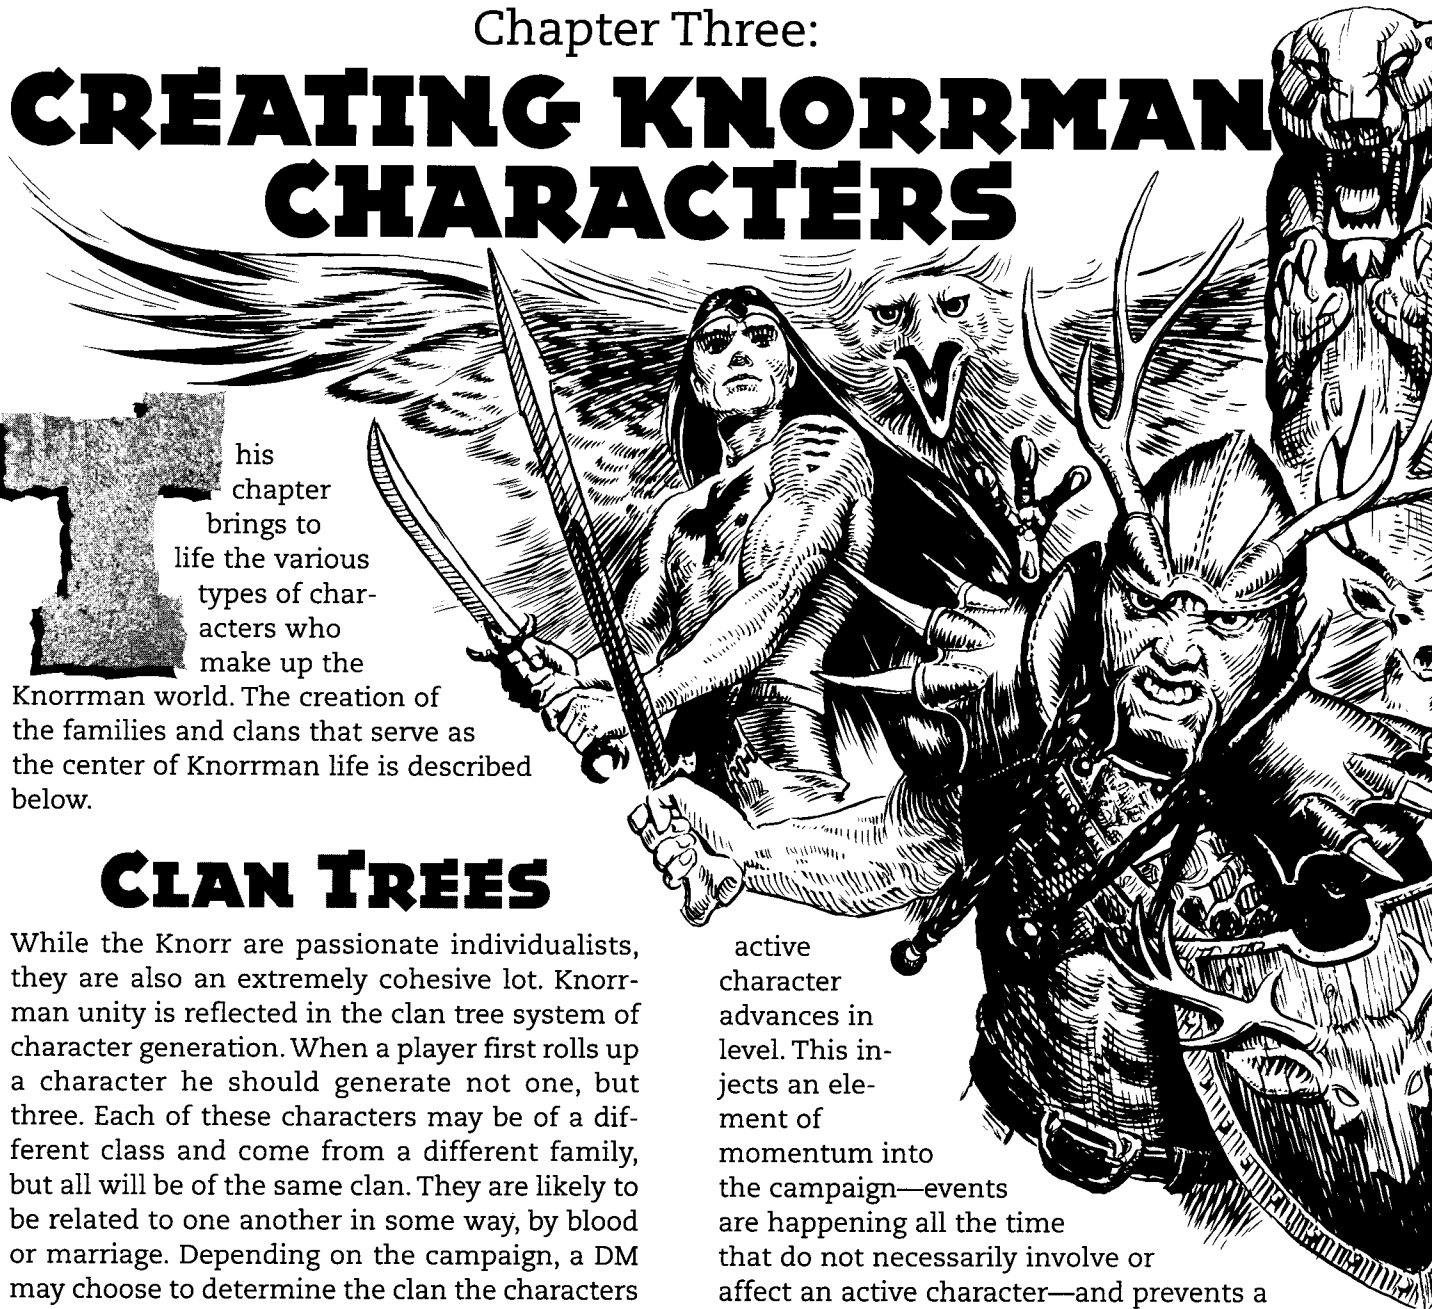 Chapter Three:
CREATING KNORRMAN
CHARACTERS
This
chapter
brings to
life the various
types of char-
acters who
make up the
Knorrman world. The creation of
the families and clans that serve as
the center of Knorrman life is described
below.
CLAN TREES
While the Knorr are passionate individualists,
they are also an extremely cohesive lot. Knorr-
man unity is reflected in the clan tree system of
character generation. When a player first rolls up
a character he should generate not one, but
three. Each of these characters may be of a dif-
ferent class and come from a different family,
but all will be of the same clan. They are likely to
be related to one another in some way, by blood
or marriage. Depending on the campaign, a DM
may choose to determine the clan the characters
active
character
advances in
level. This in-
jects an ele-
ment of
momentum into
the campaign—events
are happening all the time
that do not necessarily involve or
affect an active character—and prevents a